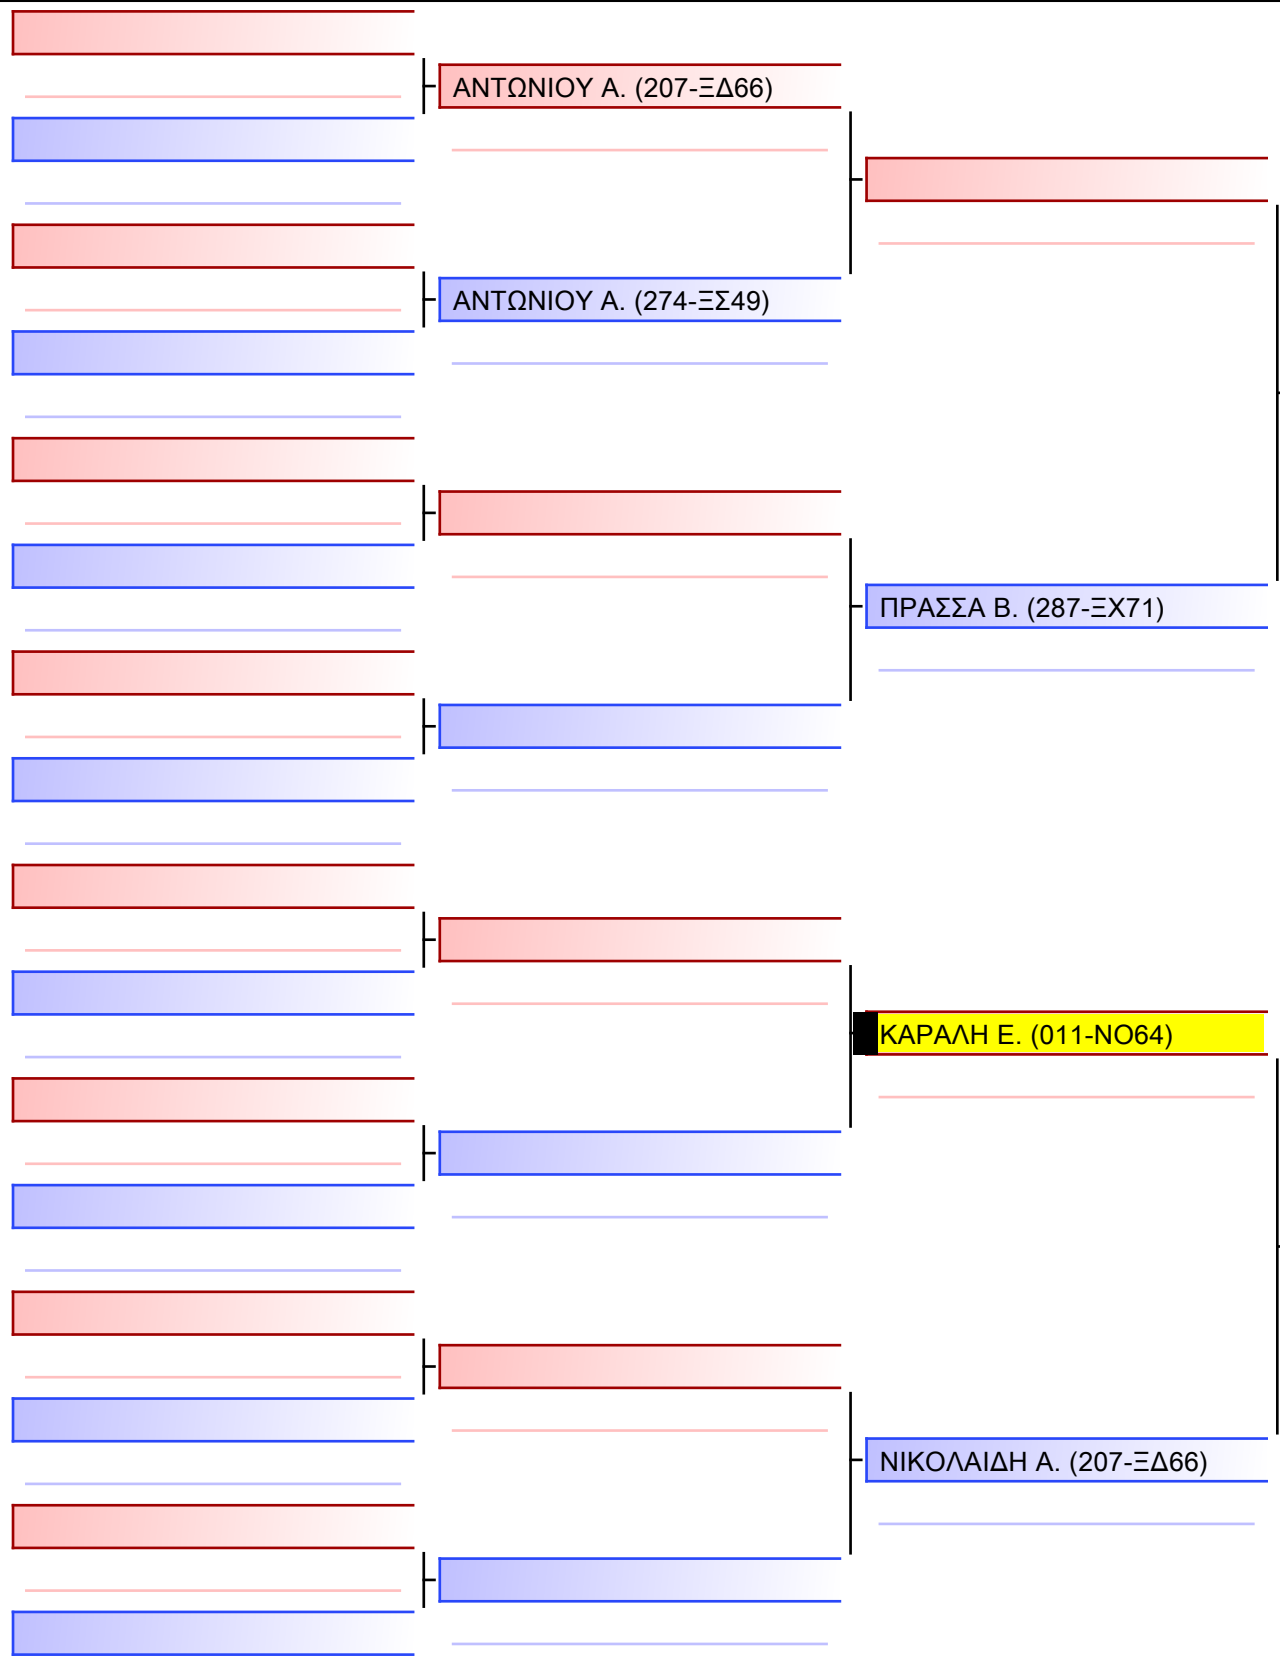 ΑΝΤΩΝΙΟΥ Α. (207-ΞΔ66)
ΑΝΤΩΝΙΟΥ Α. (274-ΞΣ49)
ΠΡΑΣΣΑ Β. (287-ΞΧ71)
ΚΑΡΑΛΗ Ε. (011-ΝΟ64)
ΝΙΚΟΛΑΙΔΗ Α. (207-ΞΔ66)